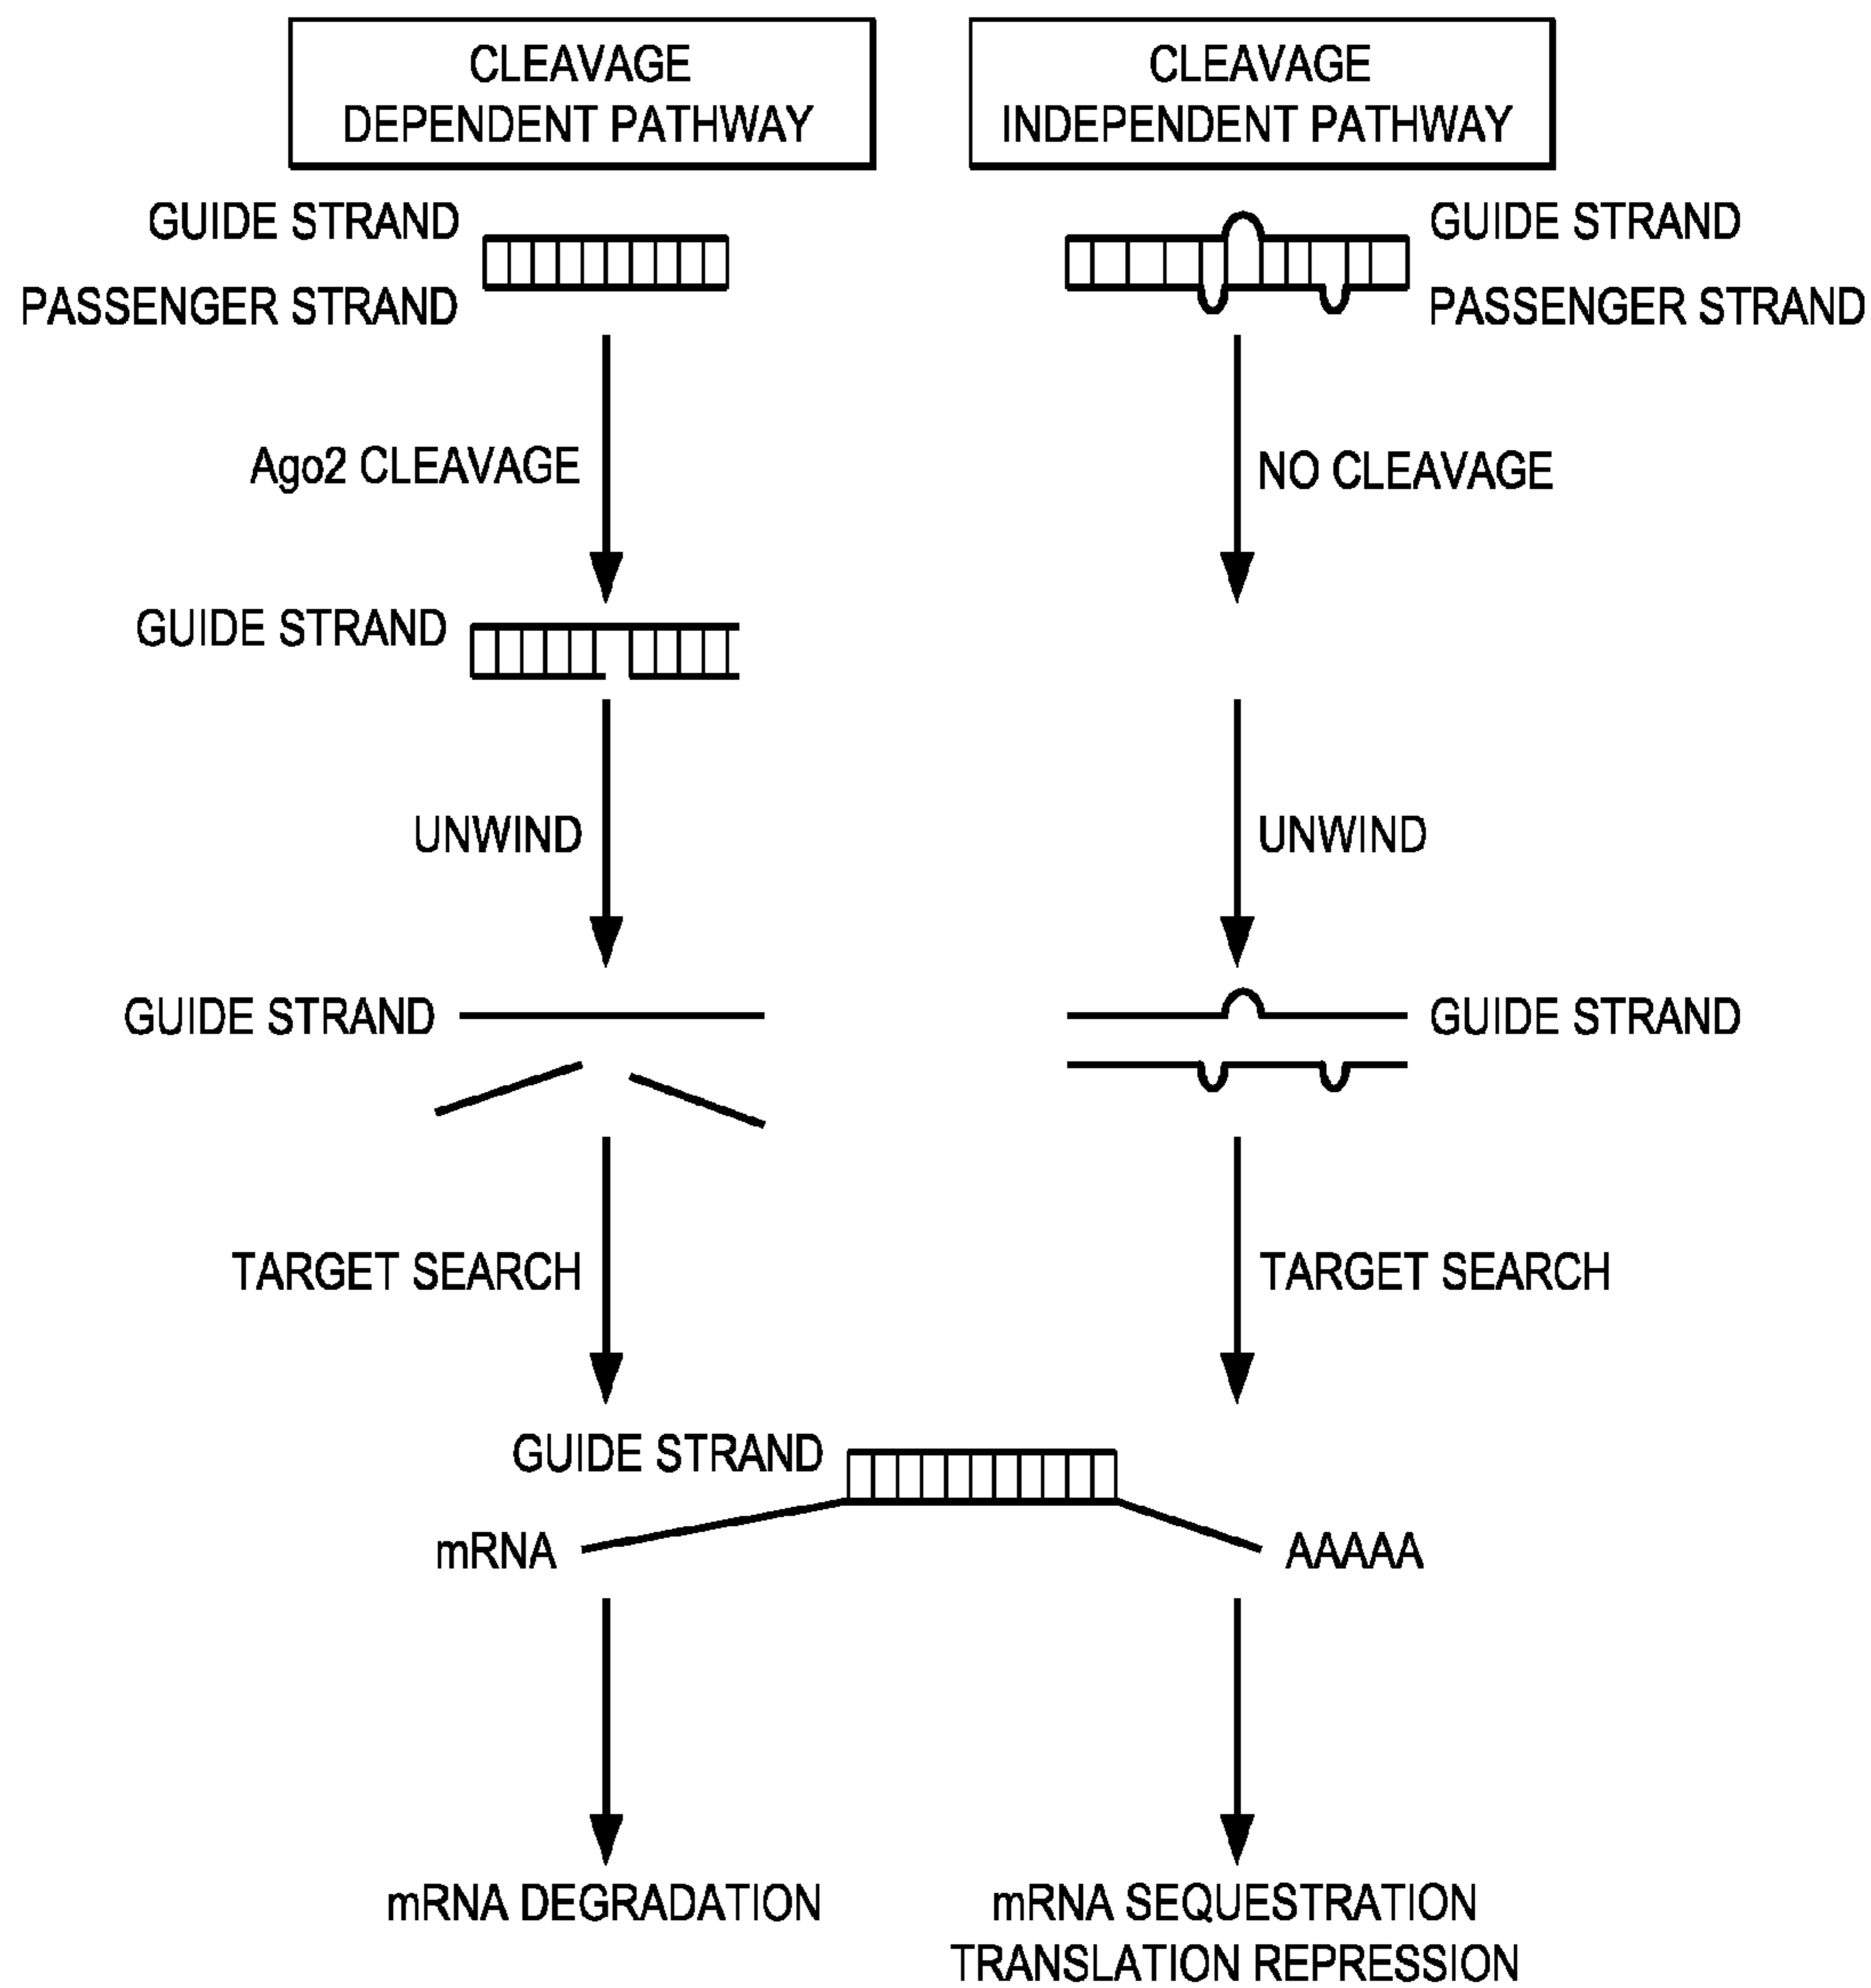 CLEAVAGE
DEPENDENT PATHWAY
CLEAVAGE
INDEPENDENT PATHWAY
GUIDE STRAND
PASSENGER STRAND
GUIDE STRAND
PASSENGER STRAND
Ago2 CLEAVAGE
NO CLEAVAGE
GUIDE STRAND
UNWIND
UNWIND
GUIDE STRAND
GUIDE STRAND
TARGET SEARCH
TARGET SEARCH
GUIDE STRAND
mRNA
AAAAA
mRNA DEGRADATION
mRNA SEQUESTRATION
TRANSLATION REPRESSION